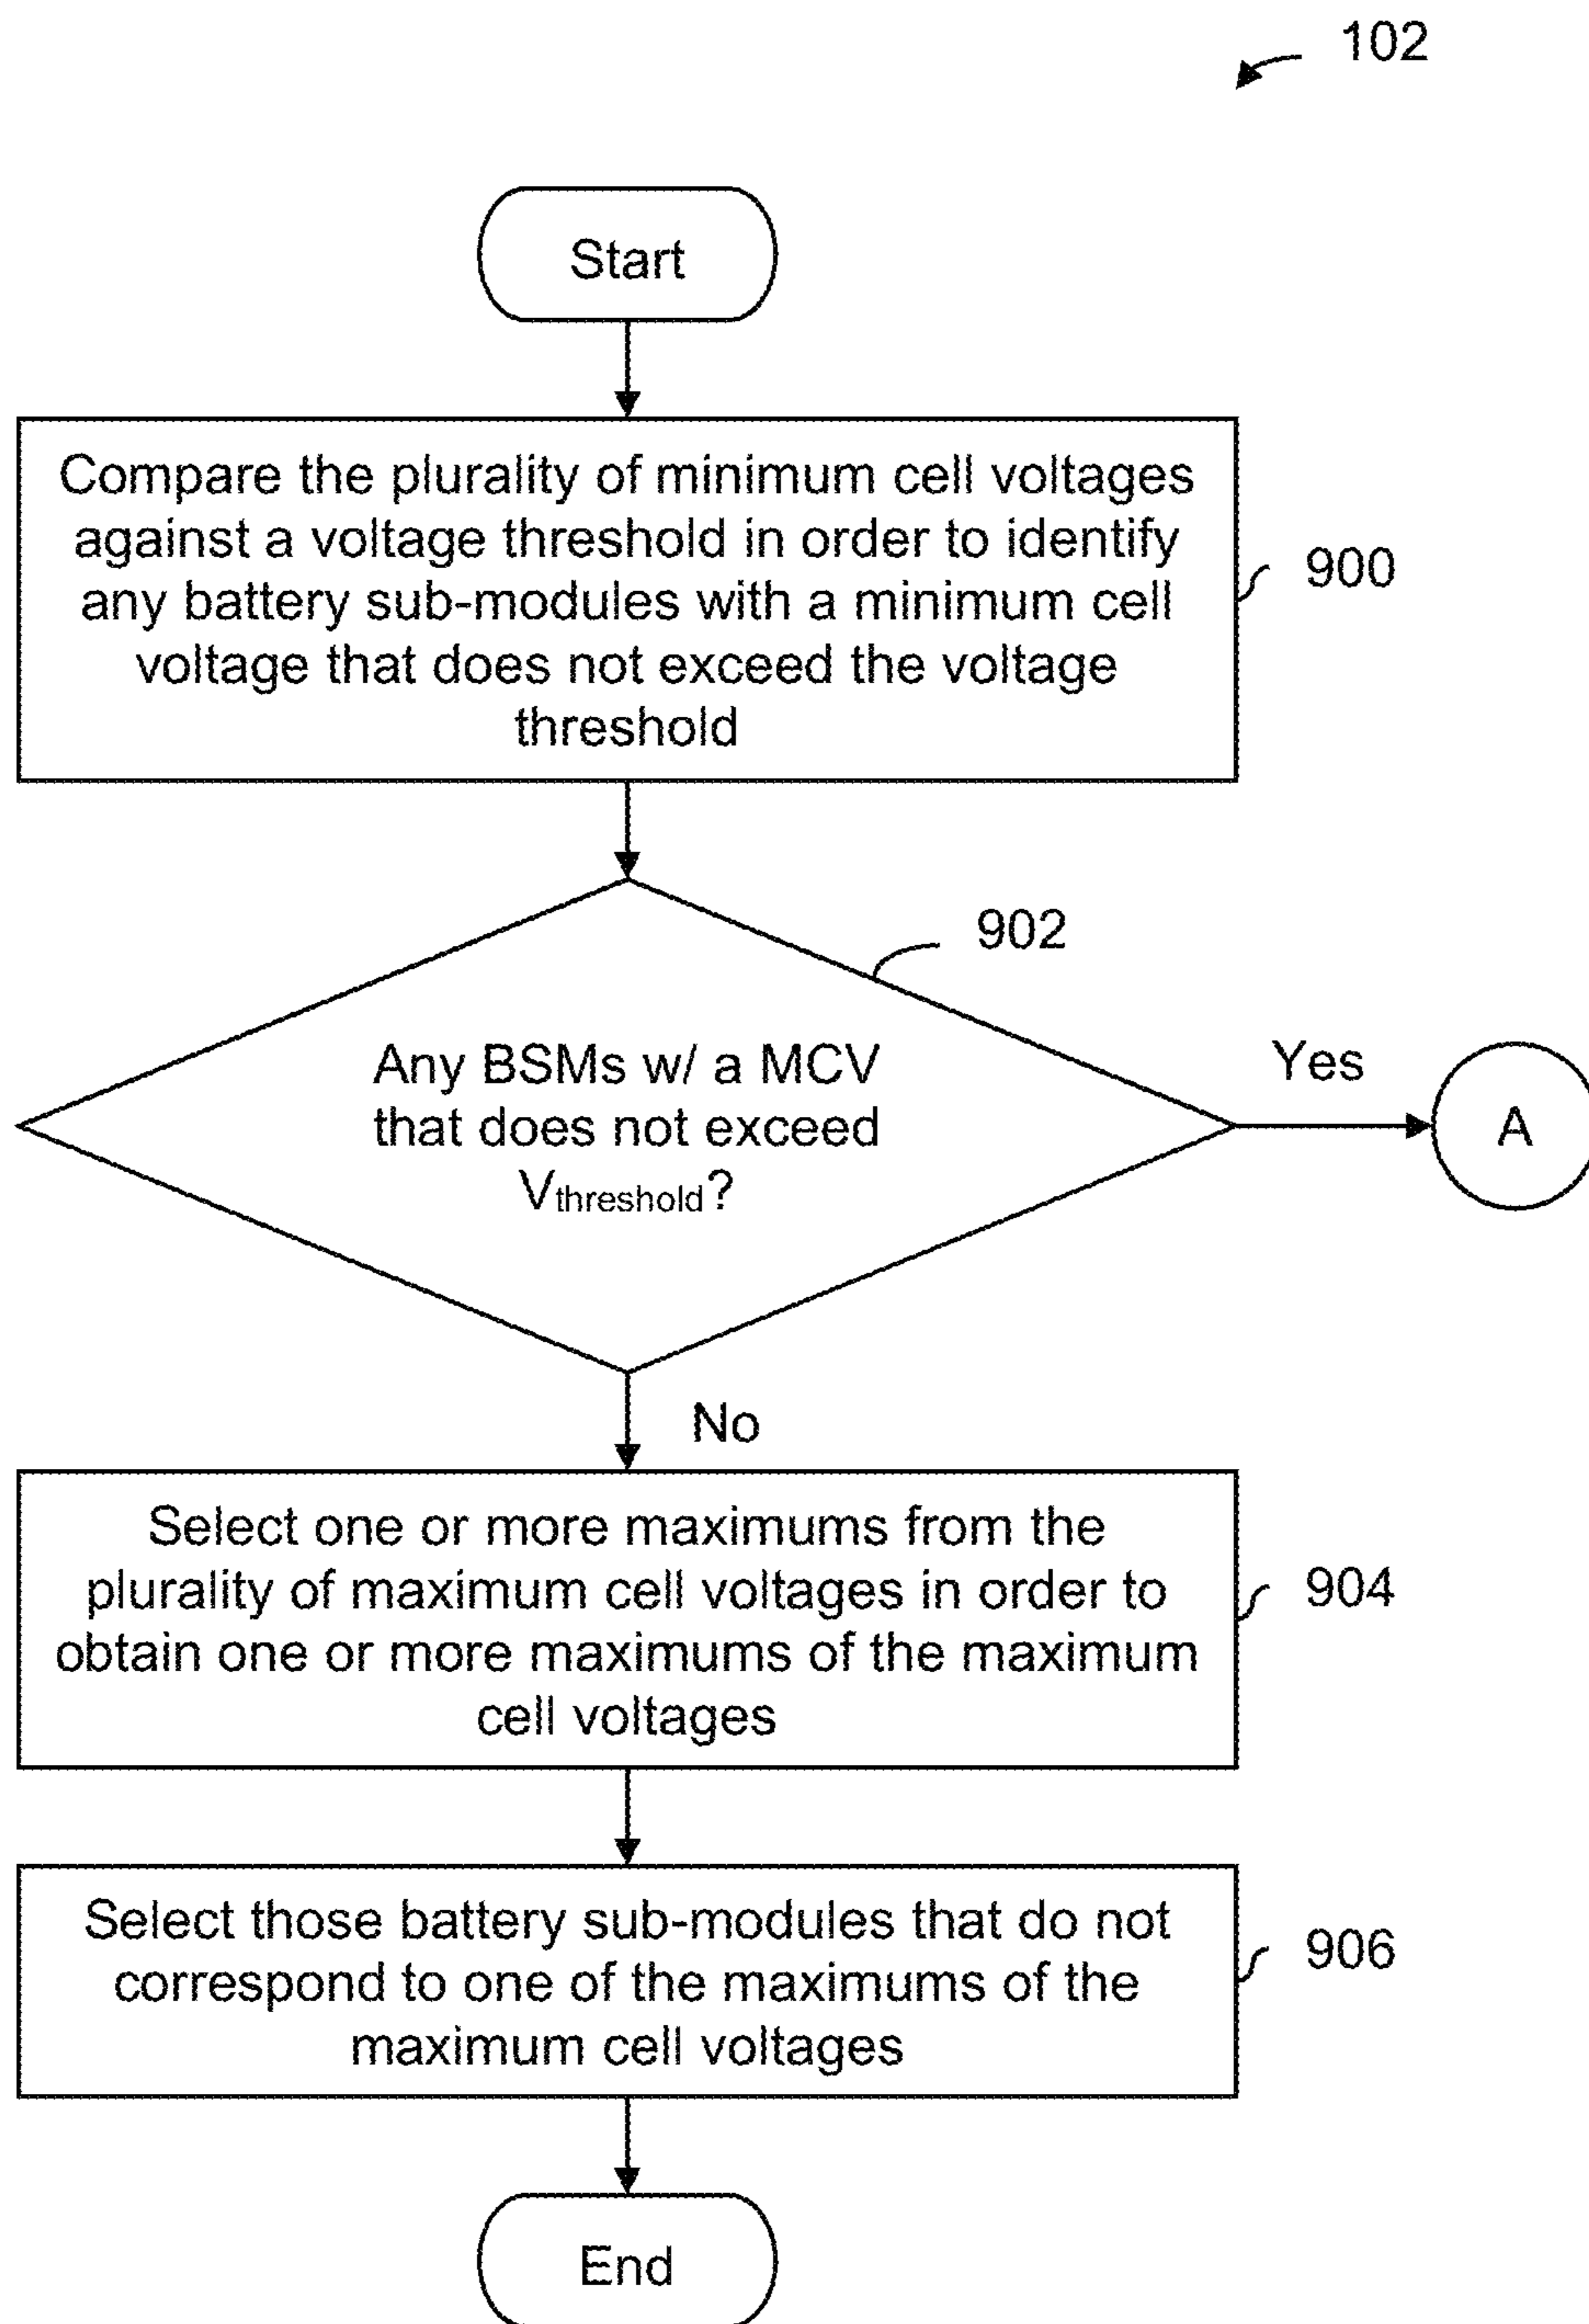 102
Start
Compare the plurality of minimum cell voltages
against a voltage threshold in order to identify
any battery sub-modules with a minimum cell
voltage that does not exceed the voltage
threshold
900
902
Any BSMs w/ a MCV
that does not exceed
Vthreshold?
Yes
A
No
Select one or more maximums from the
plurality of maximum cell voltages in order to
obtain one or more maximums of the maximum
cell voltages
904
Select those battery sub-modules that do not
correspond to one of the maximums of the
maximum cell voltages
906
End